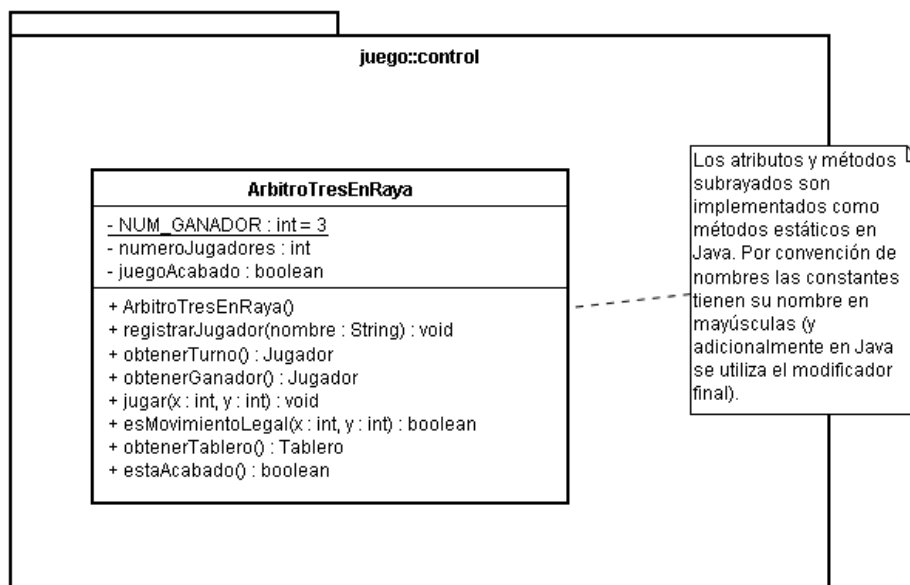 juego::control
ArbitroTresEnRaya
- NUM_GANADOR : int = 3
- numeroJugadores : int
- juegoAcabado : boolean
+ ArbitroTresEnRaya()
+ registrarJugador(nombre : String) : void
+ obtenerTurno() : Jugador
+ obtenerGanador() : Jugador
+ jugar(x : int, y : int) : void
+ esMovimientoLegal(x : int, y : int) : boolean
+ obtenerTablero() : Tablero
+ estaAcabado() : boolean
Los atributos y métodos
subrayados son
implementados como
métodos estáticos en
Java. Por convención de
nombres las constantes
tienen su nombre en
mayúsculas (y
adicionalmente en Java
se utiliza el modificador
final).